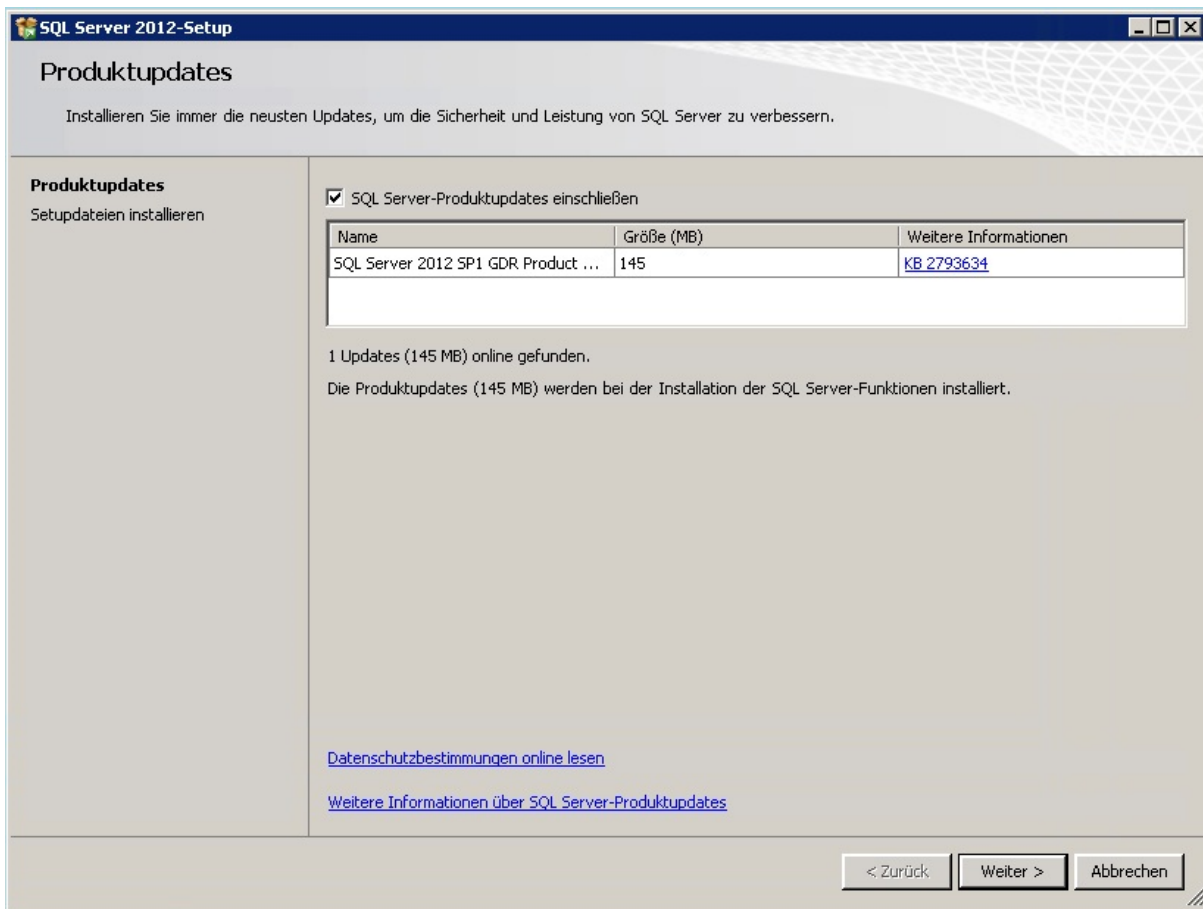 SQL Server 2012-Setup
Produktupdates
Installieren Sie immer die neusten Updates, um die Sicherheit und Leistung von SQL Server zu verbessern.
Produktupdates
Setupdateien installieren
SQL Server-Produktupdates einschließen
Name Größe (MB) Weitere Informationen
SQL Server 2012 SP1 GDR Product ... 145 KB 2793634
1 Updates (145 MB) online gefunden.
Die Produktupdates (145 MB) werden bei der Installation der SQL Server-Funktionen installiert.
Datenschutzbestimmungen online lesen
Weitere Informationen über SQL Server-Produktupdates
< Zurück Weiter > Abbrechen